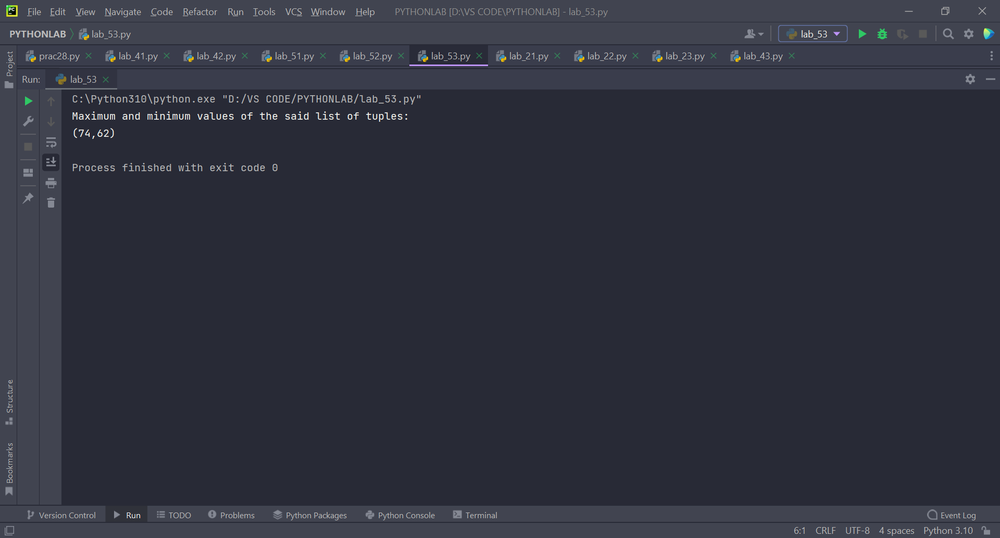 PC
File Edit View Navigate Code Refactor Run Tools VCS Window Help PYTHONLAB [D:\VS CODE\PYTHONLAB] - lab_53.py
PYTHONLAB lab_53.py lab_53
prac28.py lab_41.py lab_42.py lab_51.py lab_52.py lab_53.py lab_21.py lab_22.py lab_23.py lab_43.py
Project
Run: lab_53
C:\Python310\python.exe "D:/VS CODE/PYTHONLAB/lab_53.py"
Maximum and minimum values of the said list of tuples:
(74,62)
Process finished with exit code 0
Structure
Bookmarks
Version Control Run TODO Problems Python Packages Python Console Terminal Event Log
6:1 CRLF UTF-8 4 spaces Python 3.10